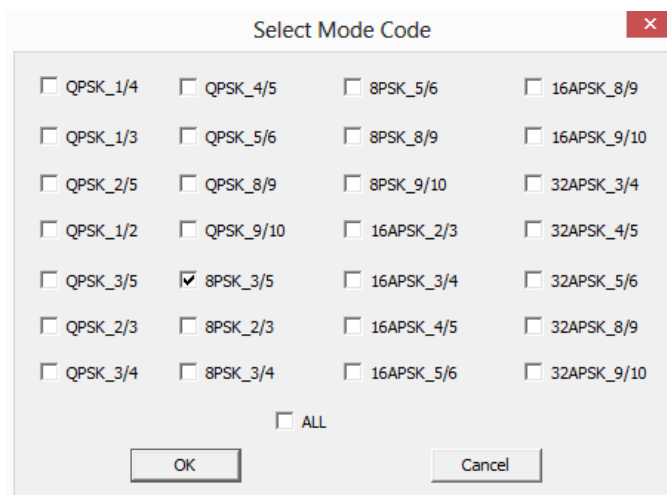 Select Mode Code
QPSK_1/4 QPSK_4/5 8PSK_5/6 16APSK_8/9
QPSK_1/3 QPSK_5/6 8PSK_8/9 16APSK_9/10
QPSK_2/5 QPSK_8/9 8PSK_9/10 32APSK_3/4
QPSK_1/2 QPSK_9/10 16APSK_2/3 32APSK_4/5
QPSK_3/5 8PSK_3/5 16APSK_3/4 32APSK_5/6
QPSK_2/3 8PSK_2/3 16APSK_4/5 32APSK_8/9
QPSK_3/4 8PSK_3/4 16APSK_5/6 32APSK_9/10
ALL
OK Cancel